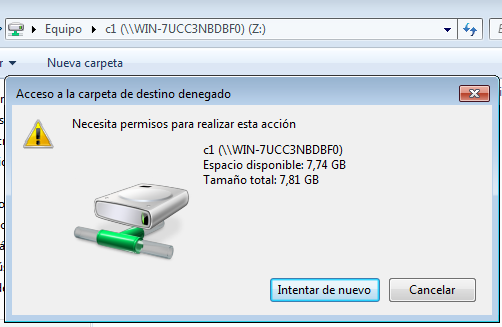 Equipo ▸ c1 (\\WIN-7UCC3NBDBF0) (Z:)
Nueva carpeta
Acceso a la carpeta de destino denegado
Necesita permisos para realizar esta acción
c1 (\\WIN-7UCC3NBDBF0)
Espacio disponible: 7,74 GB
Tamaño total: 7,81 GB
Intentar de nuevo
Cancelar